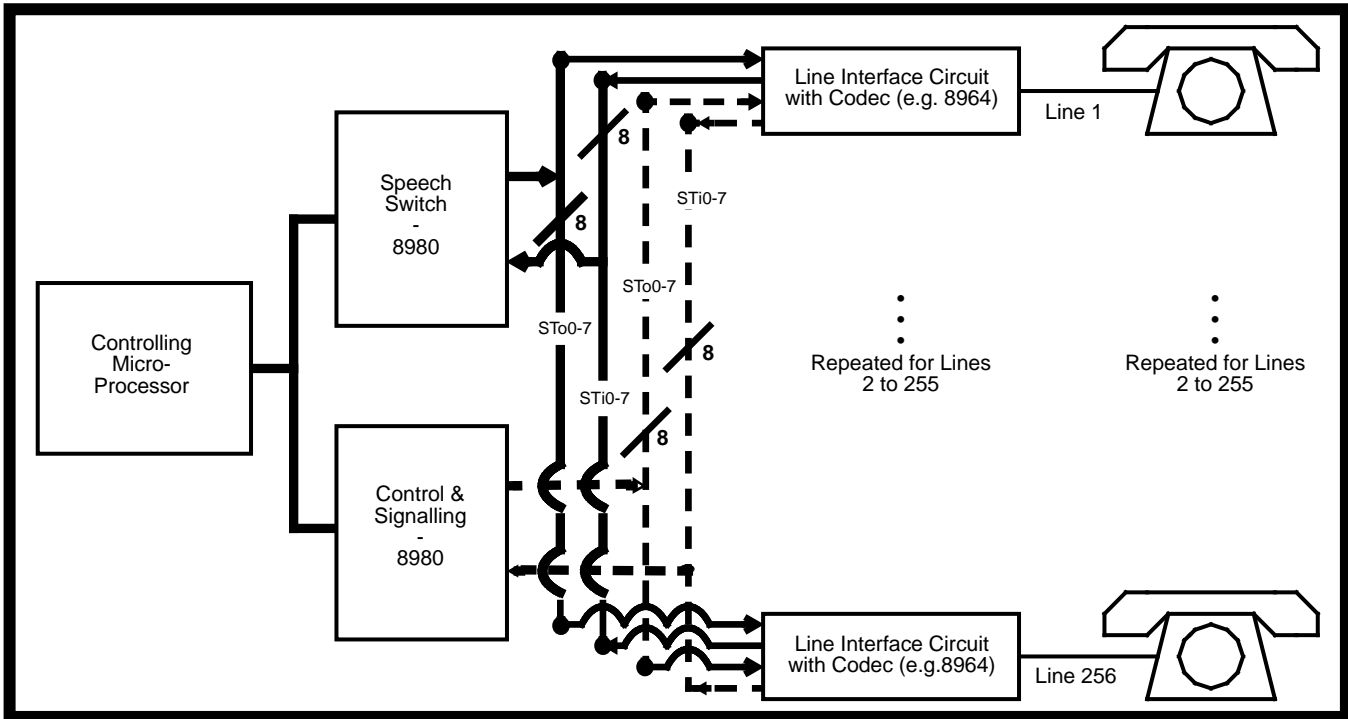 Line Interface Circuit
with Codec (e.g. 8964)
Line 1
8
Speech
Switch
-
8980
STi0-7
8
STo0-7
STo0-7
Controlling
Micro-
Processor
8
Repeated for Lines
2 to 255
Repeated for Lines
2 to 255
STi0-7
8
Control &
Signalling
-
8980
Line Interface Circuit
with Codec (e.g.8964)
Line 256